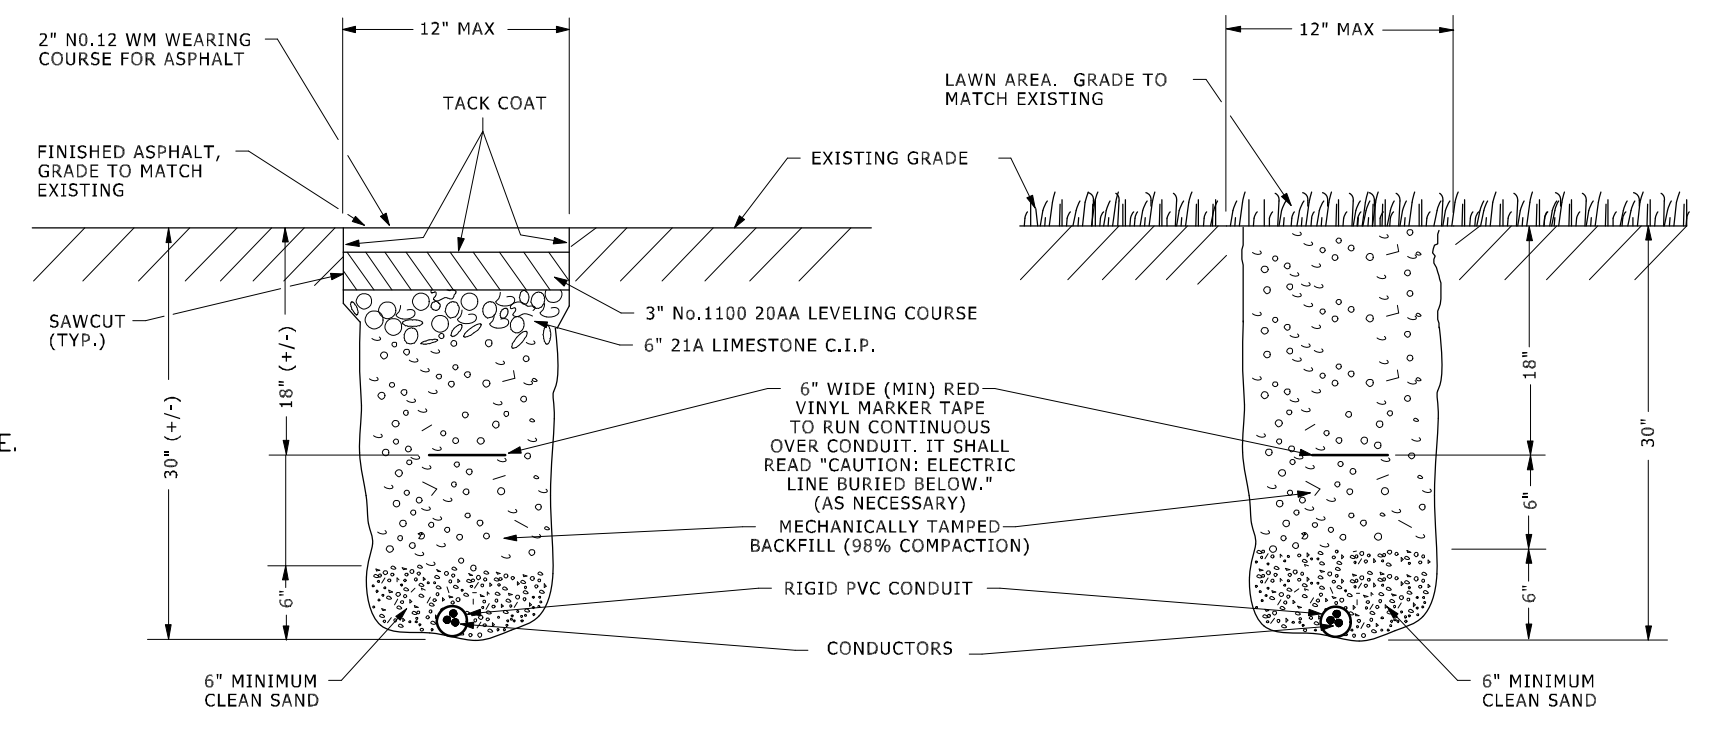 12" MAX
2" N0.12 WM WEARING
COURSE FOR ASPHALT
TACK COAT
FINISHED ASPHALT,
GRADE TO MATCH
EXISTING
EXISTING GRADE
SAWCUT
(TYP.)
3" No.1100 20AA LEVELING COURSE
6" 21A LIMESTONE C.I.P.
18" (+/-)
30" (+/-)
6"
E.
6" WIDE (MIN) RED
VINYL MARKER TAPE
TO RUN CONTINUOUS
OVER CONDUIT. IT SHALL
READ "CAUTION: ELECTRIC
LINE BURIED BELOW."
(AS NECESSARY)
MECHANICALLY TAMPED
BACKFILL (98% COMPACTION)
RIGID PVC CONDUIT
CONDUCTORS
6" MINIMUM
CLEAN SAND
12" MAX
LAWN AREA. GRADE TO
MATCH EXISTING
18"
30"
6"
6"
6" MINIMUM
CLEAN SAND